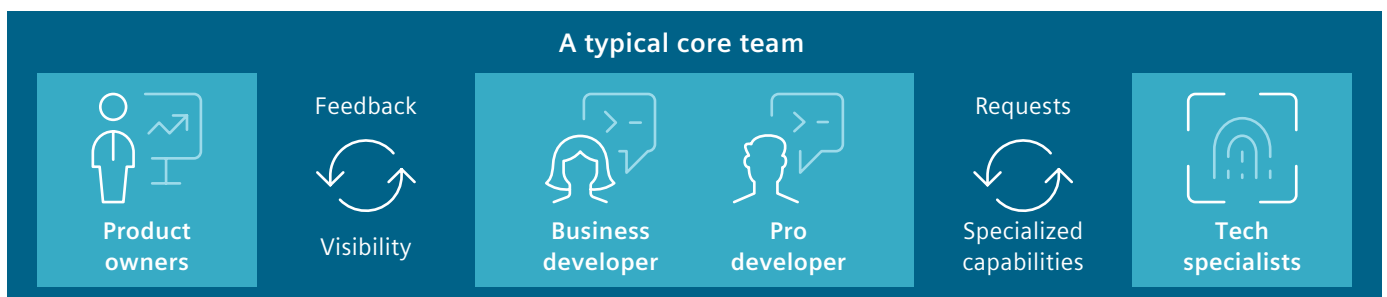 A typical core team
Product
owners
Feedback
Visibility
Business
developer
Pro
developer
Requests
Specialized
capabilities
Tech
specialists